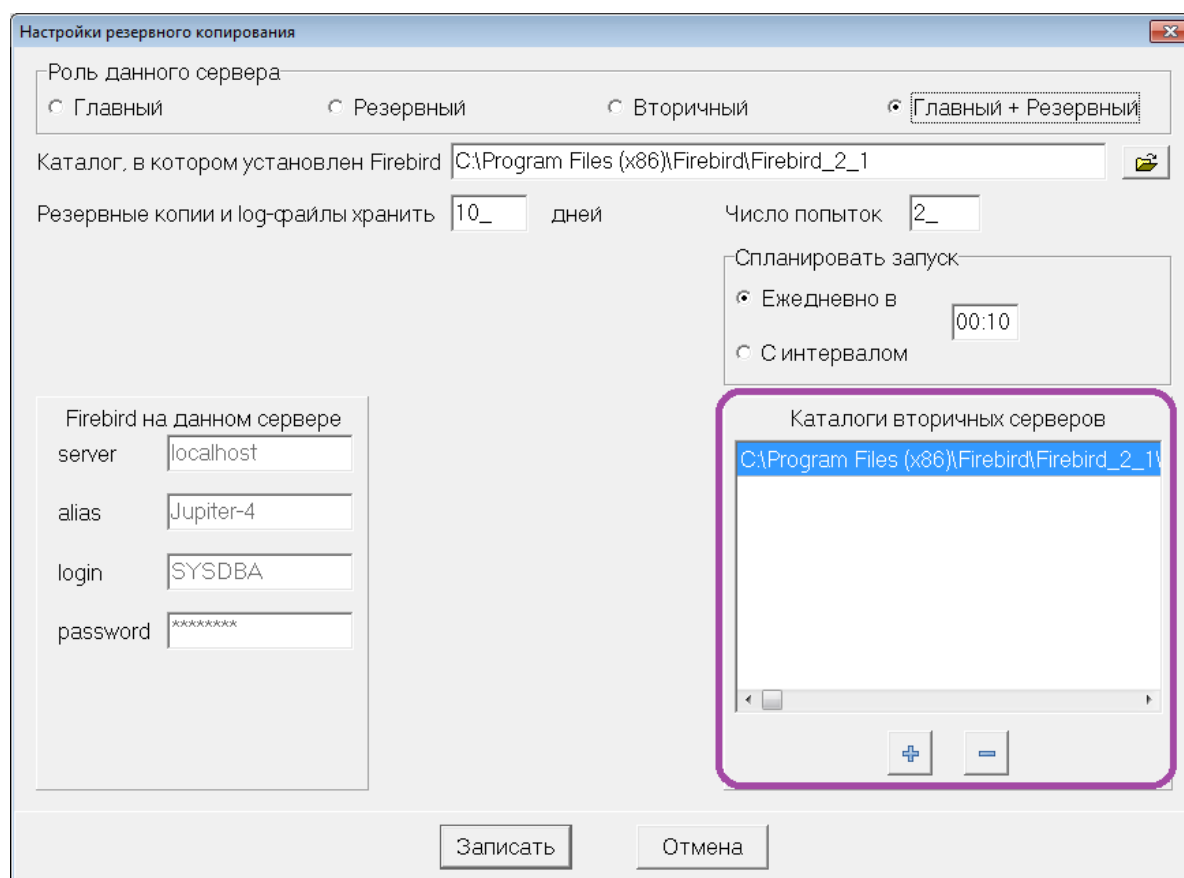 Настройки резервного копирования
Роль данного сервера
Главный Резервный Вторичный Главный + Резервный
Каталог, в котором установлен Firebird C:\Program Files (x86)\Firebird\Firebird_2_1
Резервные копии и log-файлы хранить 10_ дней Число попыток 2_
Спланировать запуск
Ежедневно в
00:10
С интервалом
Firebird на данном сервере
server localhost
alias Jupiter-4
login SYSDBA
password ********
Каталоги вторичных серверов
C:\Program Files (x86)\Firebird\Firebird_2_1\
Записать Отмена